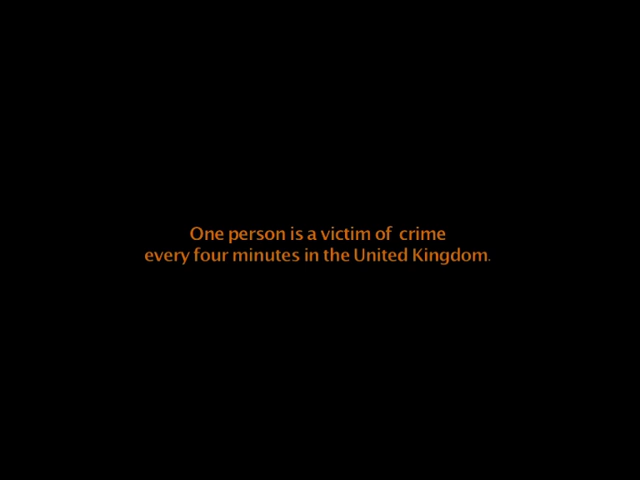 One person is a victim of crime
every four minutes in the United Kingdom.